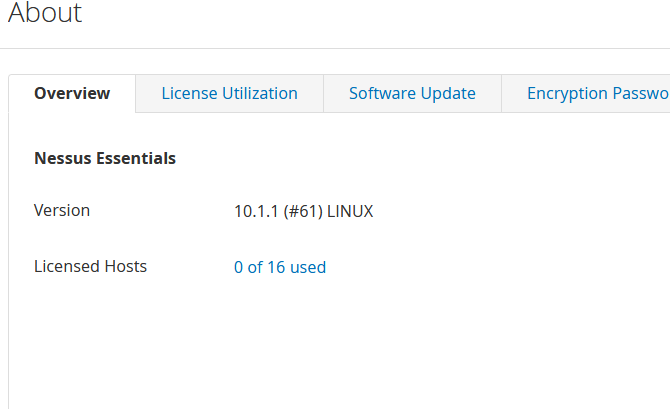 About
Overview License Utilization Software Update Encryption Passwo
Nessus Essentials
Version 10.1.1 (#61) LINUX
Licensed Hosts 0 of 16 used